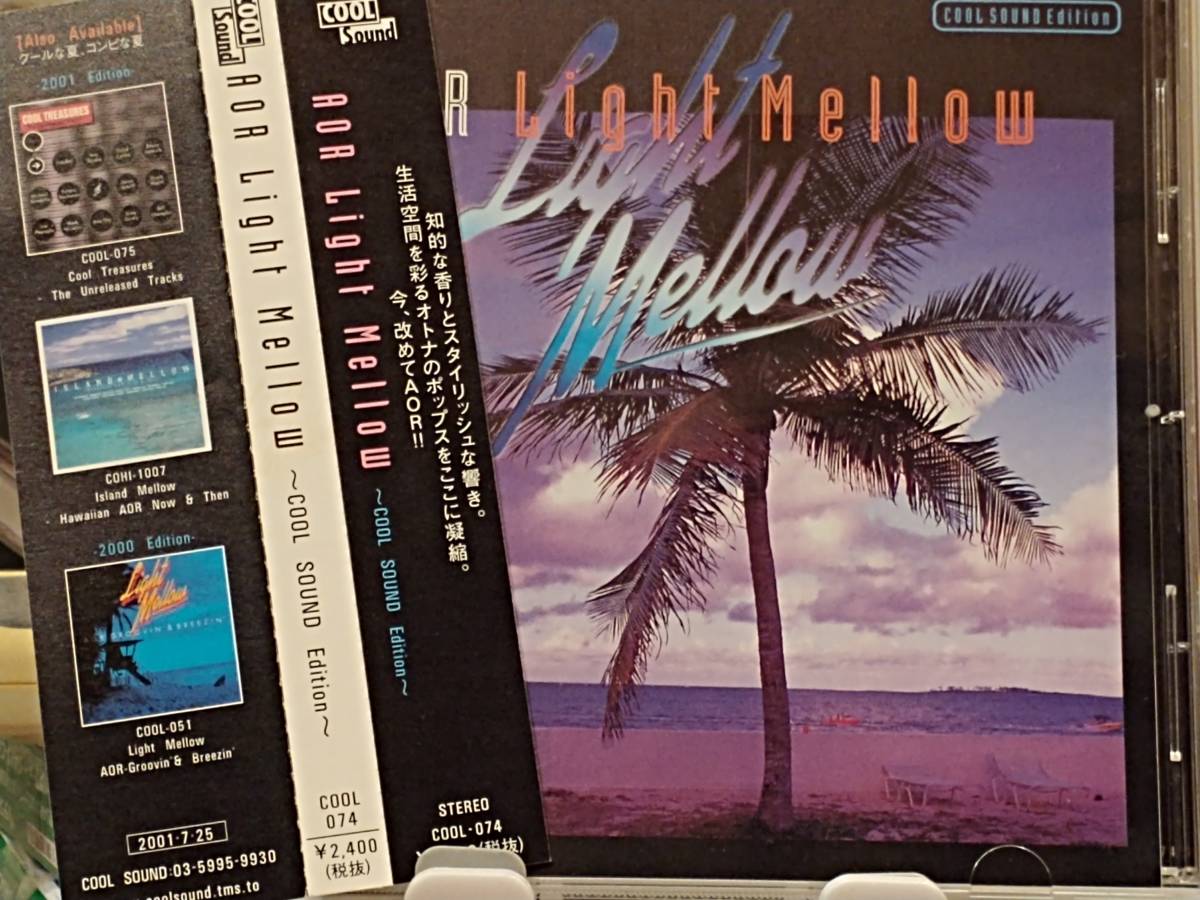 [Also Available]
クールな夏、コンピな夏
-2001 Edition-
COOL TREASURES
COOL-075
Cool Treasures
The Unreleased Tracks
ISLAND MELLOW
COHI-1007
Island Mellow
Hawaiian AOR Now & Then
-2000 Edition-
Light
Mellow
GROOVIN' & BREEZIN'
COOL-051
Light Mellow
AOR-Groovin'& Breezin'
2001・7・25
COOL SOUND:03-5995-9930
coolsound.tms.to
COOL
Sound
AOR Light Mellow
~COOL SOUND Edition~
COOL
074
¥2,400
(税抜)
COOL
Sound
AOR Light Mellow
~COOL SOUND Edition~
知的な香りとスタイリッシュな響き。
生活空間を彩るオトナのポップスをここに凝縮。
今、改めてAOR!!
STEREO
COOL-074
(税抜)
COOL SOUND Edition
R Light Mellow
Light
Mellow